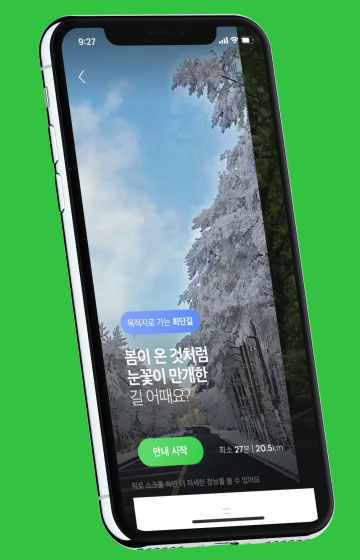 9:27
목적지로 가는 최단길
봄이 온 것처럼
눈꽃이 만개한
길 어때요?
안내 시작
최소 27분 | 20.5km
위로 스크롤 하면 더 자세한 정보를 볼 수 있어요